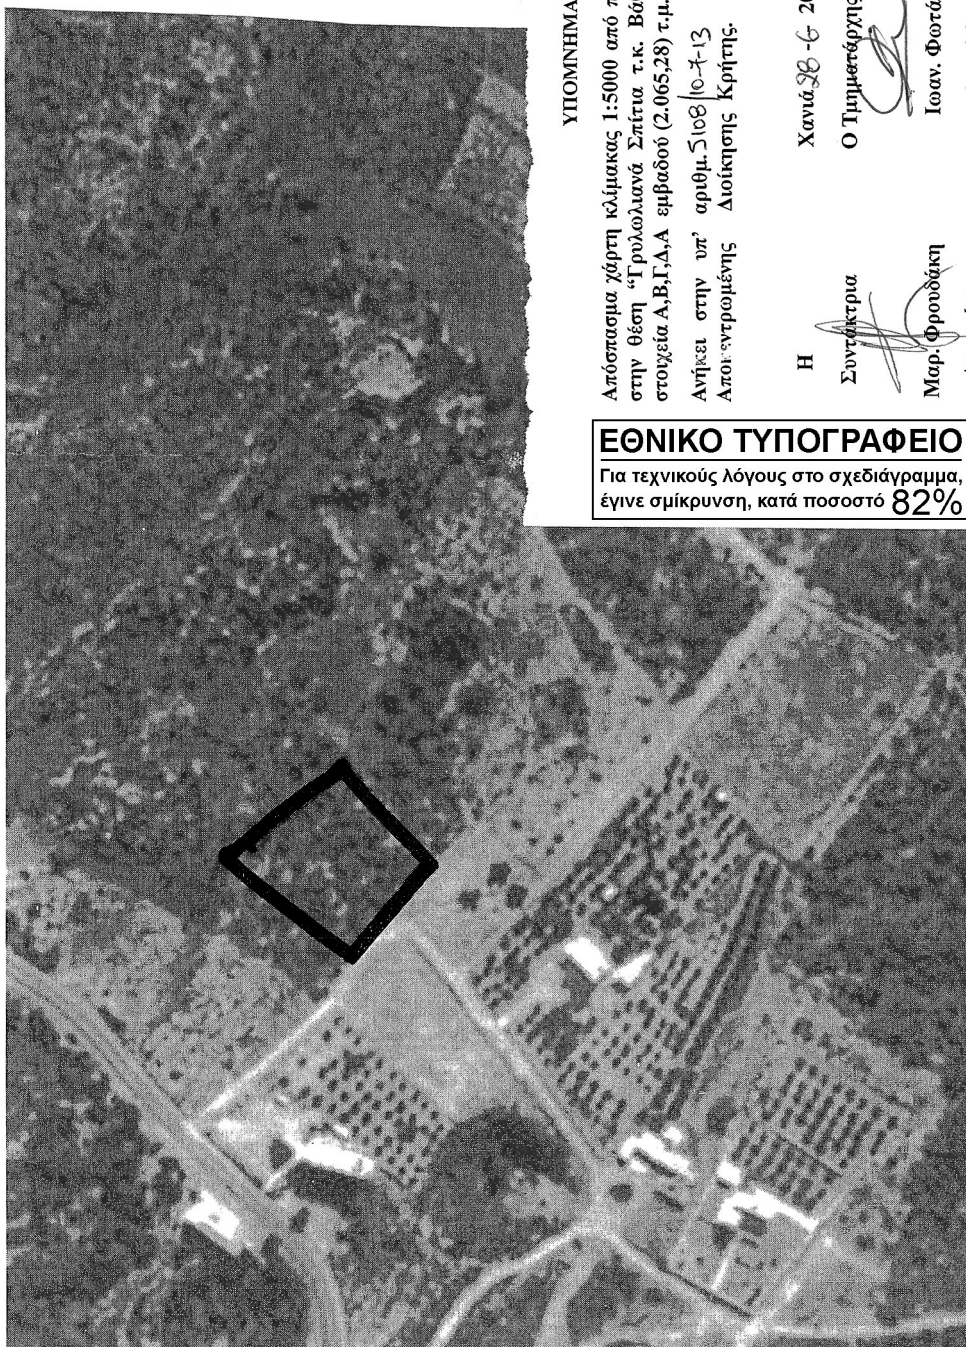 ΥΠΟΜΝΗΜΑ
Απόσπασμα χάρτη κλίμακας 1:5000 από
στην θέση “Γρυλωλιανά Σπίτια τ.κ.
στοιχεία Α,Β,Γ,Δ,Α εμβαδού (2.065,28) τ.μ.
Ανήκει στην υπ’ αριθμ. 5108/10-7-13
Αποκεντρωμένης Διοίκησης Κρήτης.
Χανιά 28-6
Η Ο Τμηματάρχης
Συντάκτρια
Μαρ. Φρουδάκη Ιωαν.
ΕΘΝΙΚΟ ΤΥΠΟΓΡΑΦΕΙΟ
Για τεχνικούς λόγους στο σχεδιάγραμμα,
έγινε σμίκρυνση, κατά ποσοστό 82%